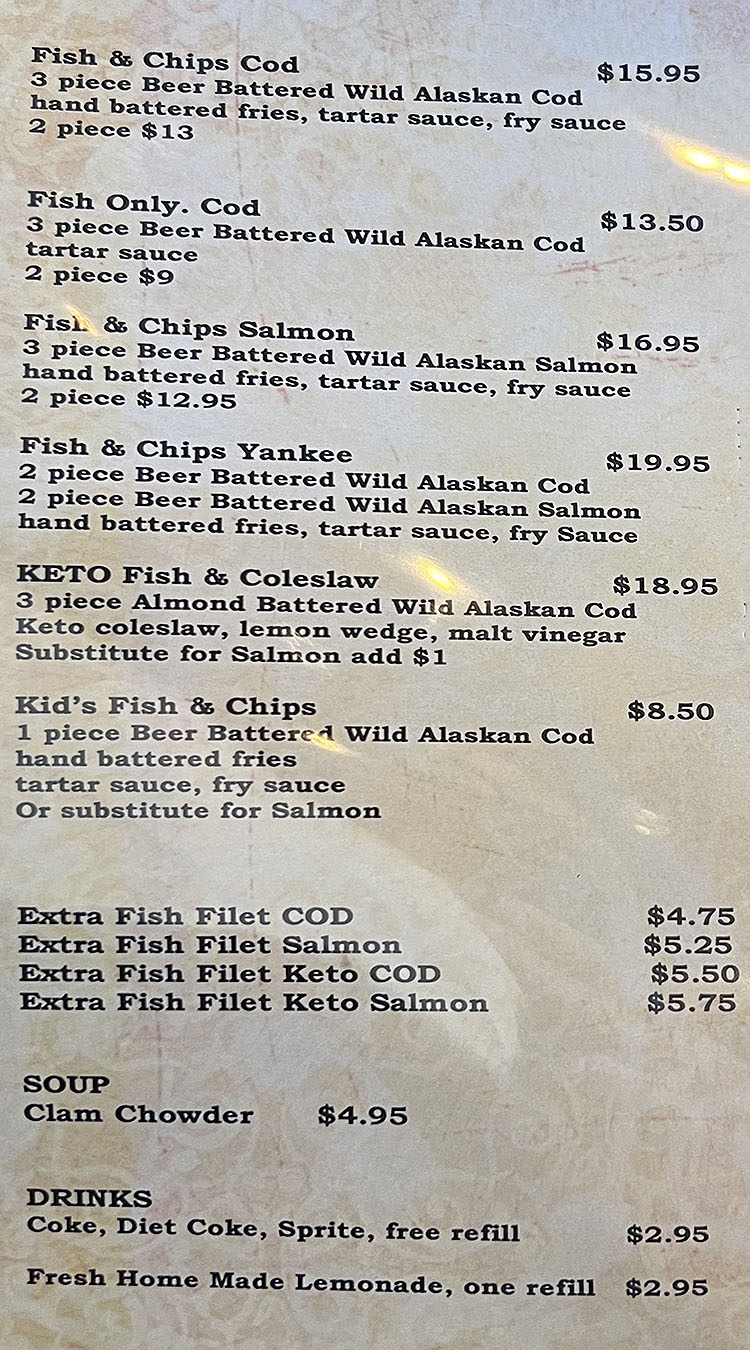 Fish & Chips Cod $15.95
3 piece Beer Battered Wild Alaskan Cod
hand battered fries, tartar sauce, fry sauce
2 piece $13
Fish Only. Cod $13.50
3 piece Beer Battered Wild Alaskan Cod
tartar sauce
2 piece $9
Fish & Chips Salmon $16.95
3 piece Beer Battered Wild Alaskan Salmon
hand battered fries, tartar sauce, fry sauce
2 piece $12.95
Fish & Chips Yankee $19.95
2 piece Beer Battered Wild Alaskan Cod
2 piece Beer Battered Wild Alaskan Salmon
hand battered fries, tartar sauce, fry Sauce
KETO Fish & Coleslaw $18.95
3 piece Almond Battered Wild Alaskan Cod
Keto coleslaw, lemon wedge, malt vinegar
Substitute for Salmon add $1
Kid's Fish & Chips $8.50
1 piece Beer Battered Wild Alaskan Cod
hand battered fries
tartar sauce, fry sauce
Or substitute for Salmon
Extra Fish Filet COD $4.75
Extra Fish Filet Salmon $5.25
Extra Fish Filet Keto COD $5.50
Extra Fish Filet Keto Salmon $5.75
SOUP
Clam Chowder $4.95
DRINKS
Coke, Diet Coke, Sprite, free refill $2.95
Fresh Home Made Lemonade, one refill $2.95